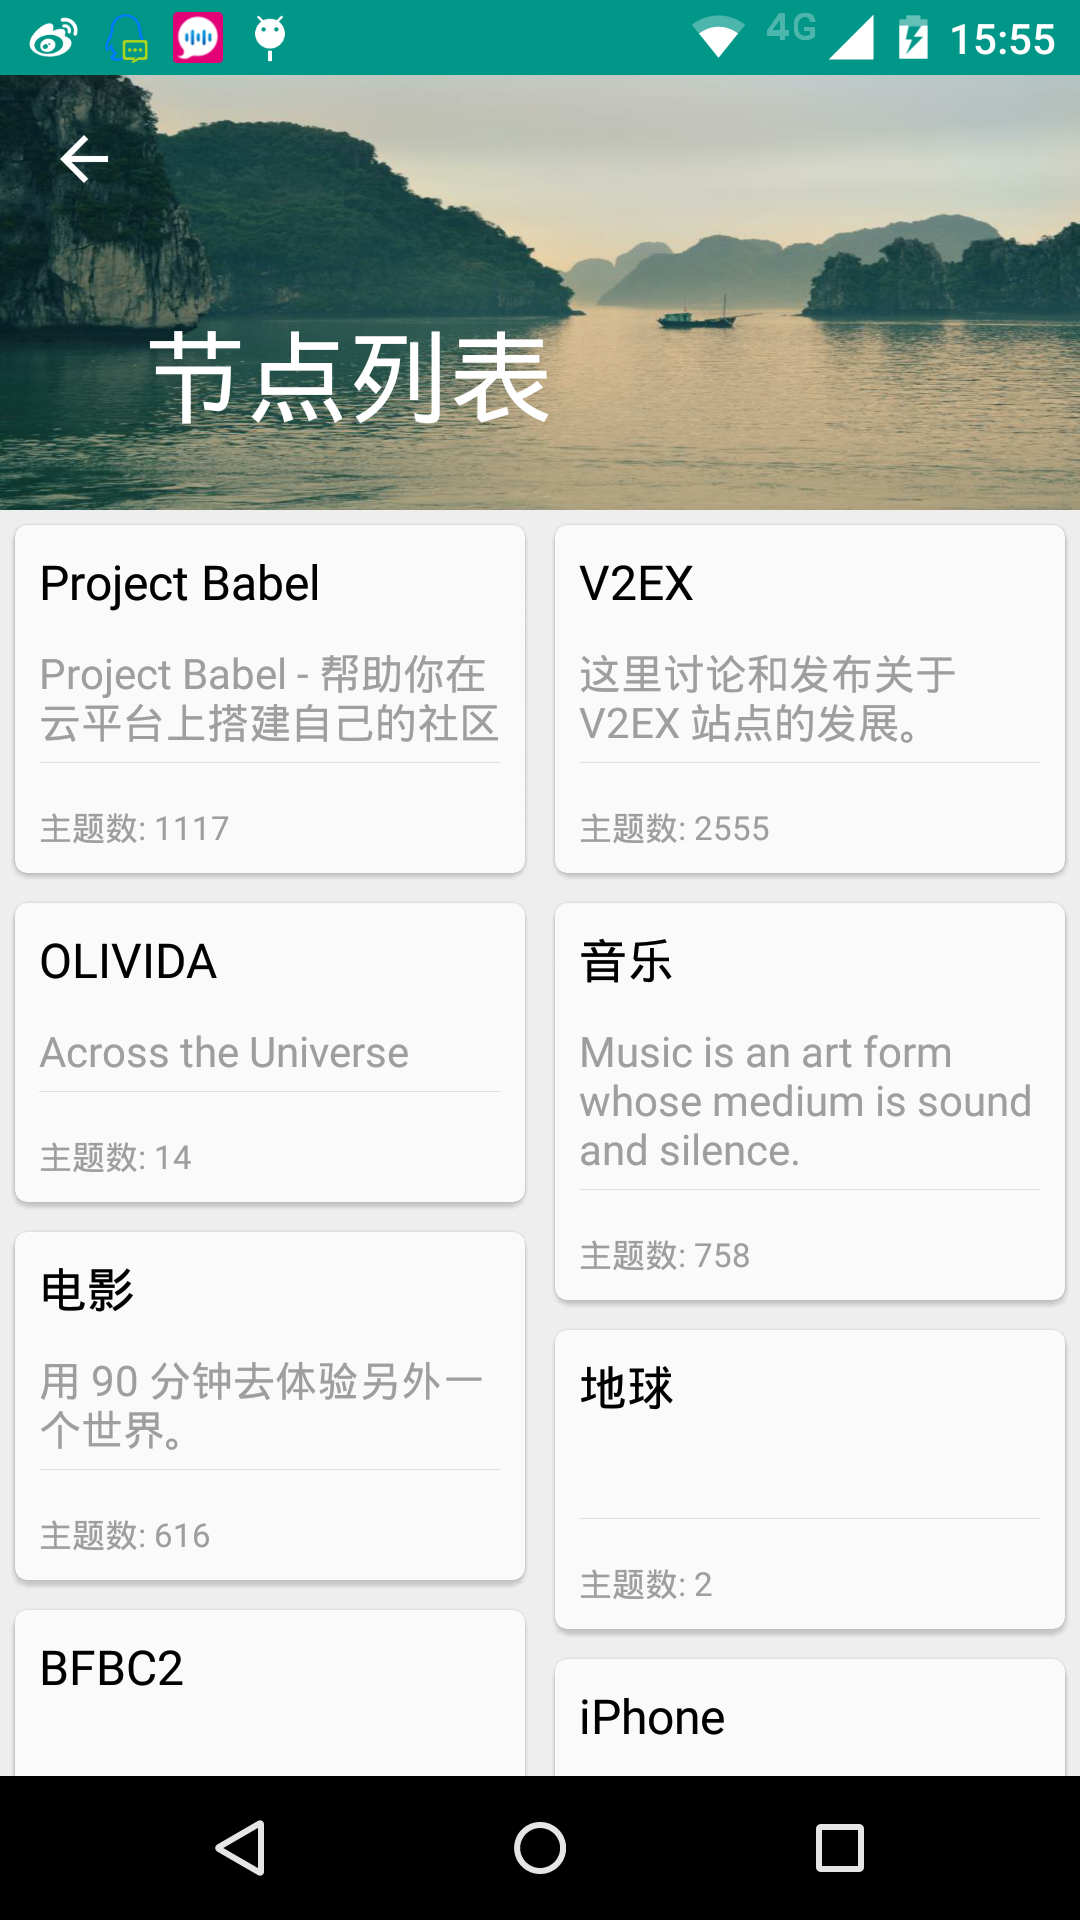 4G 15:55
节点列表
Project Babel
Project Babel - 帮助你在
云平台上搭建自己的社区
主题数: 1117
V2EX
这里讨论和发布关于
V2EX 站点的发展。
主题数: 2555
OLIVIDA
Across the Universe
主题数: 14
音乐
Music is an art form
whose medium is sound
and silence.
主题数: 758
电影
用 90 分钟去体验另外一
个世界。
主题数: 616
地球
主题数: 2
BFBC2
iPhone